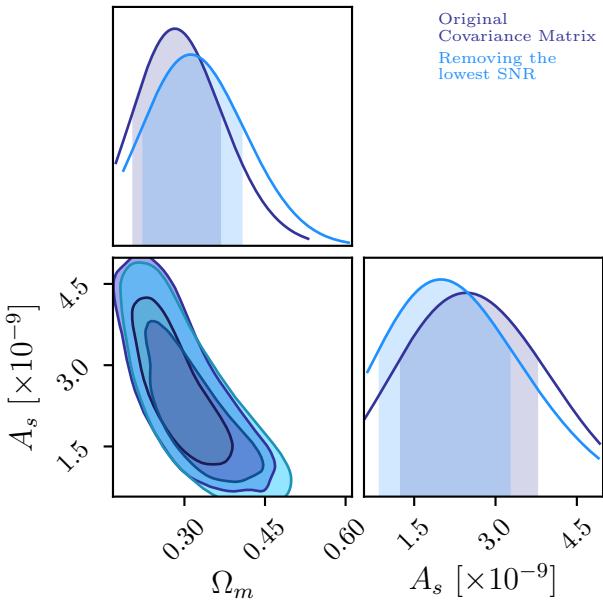 Original
Covariance Matrix
Removing the
lowest SNR
4.5
3.0
1.5
A_s [×10^{-9}]
0.30
0.45
0.60
Ω_m
1.5
3.0
4.5
A_s [×10^{-9}]